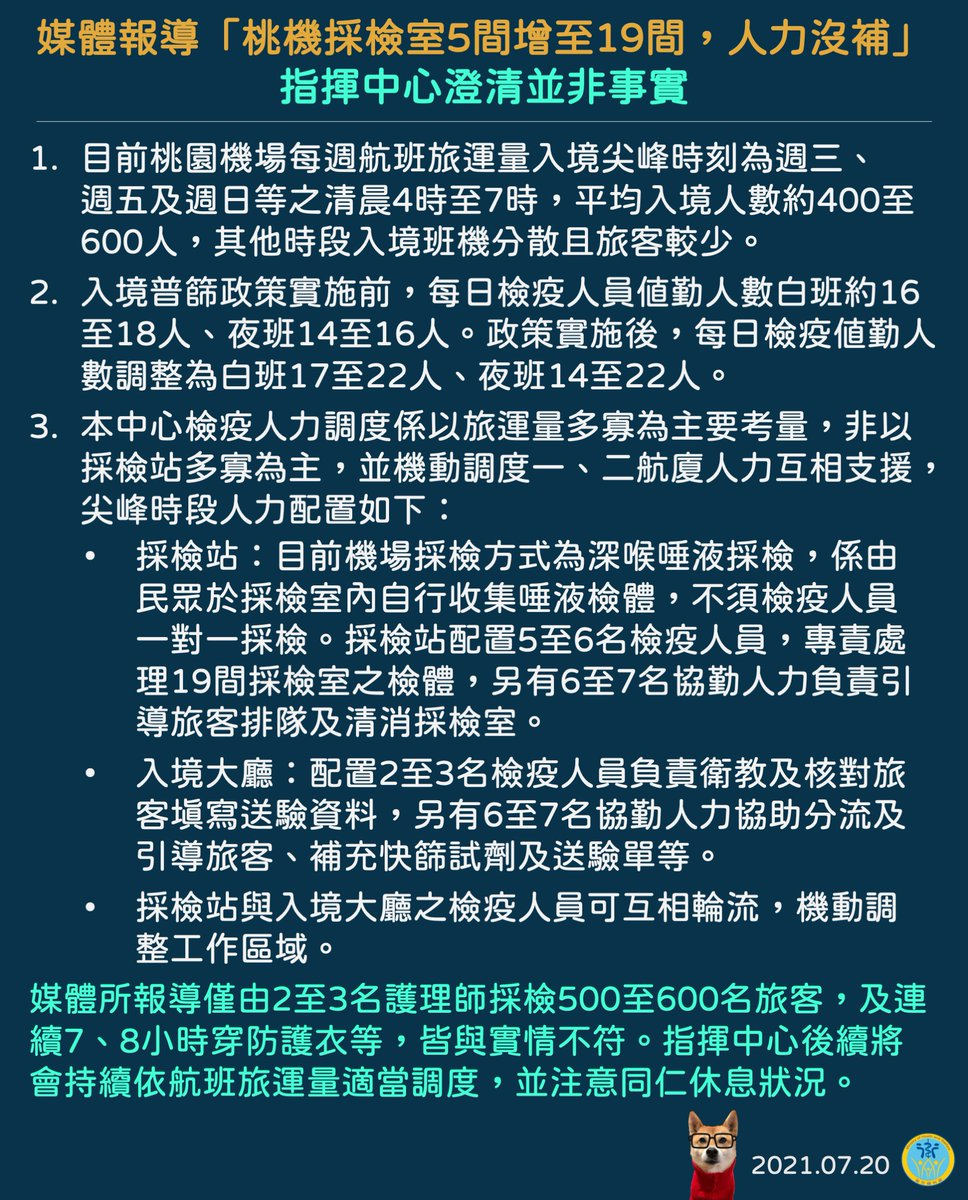 媒體報導「桃機採檢室5間增至19間，人力沒補」
指揮中心澄清並非事實
1. 目前桃園機場每週航班旅運量入境尖峰時刻為週三、
週五及週日等之清晨4時至7時，平均入境人數約400至
600人，其他時段入境班機分散且旅客較少。
2. 入境普篩政策實施前，每日檢疫人員值勤人數白班約16
至18人、夜班14至16人。政策實施後，每日檢疫值勤人
數調整為白班17至22人、夜班14至22人。
3. 本中心檢疫人力調度係以旅運量多寡為主要考量，非以
採檢站多寡為主，並機動調度一、二航廈人力互相支援，
尖峰時段人力配置如下：
• 採檢站：目前機場採檢方式為深喉唾液採檢，係由
民眾於採檢室內自行收集唾液檢體，不須檢疫人員
一對一採檢。採檢站配置5至6名檢疫人員，專責處
理19間採檢室之檢體，另有6至7名協勤人力負責引
導旅客排隊及清消採檢室。
• 入境大廳：配置2至3名檢疫人員負責衛教及核對旅
客填寫送驗資料，另有6至7名協勤人力協助分流及
引導旅客、補充快篩試劑及送驗單等。
• 採檢站與入境大廳之檢疫人員可互相輪流，機動調
整工作區域。
媒體所報導僅由2至3名護理師採檢500至600名旅客，及連
續7、8小時穿防護衣等，皆與實情不符。指揮中心後續將
會持續依航班旅運量適當調度，並注意同仁休息狀況。
2021.07.20